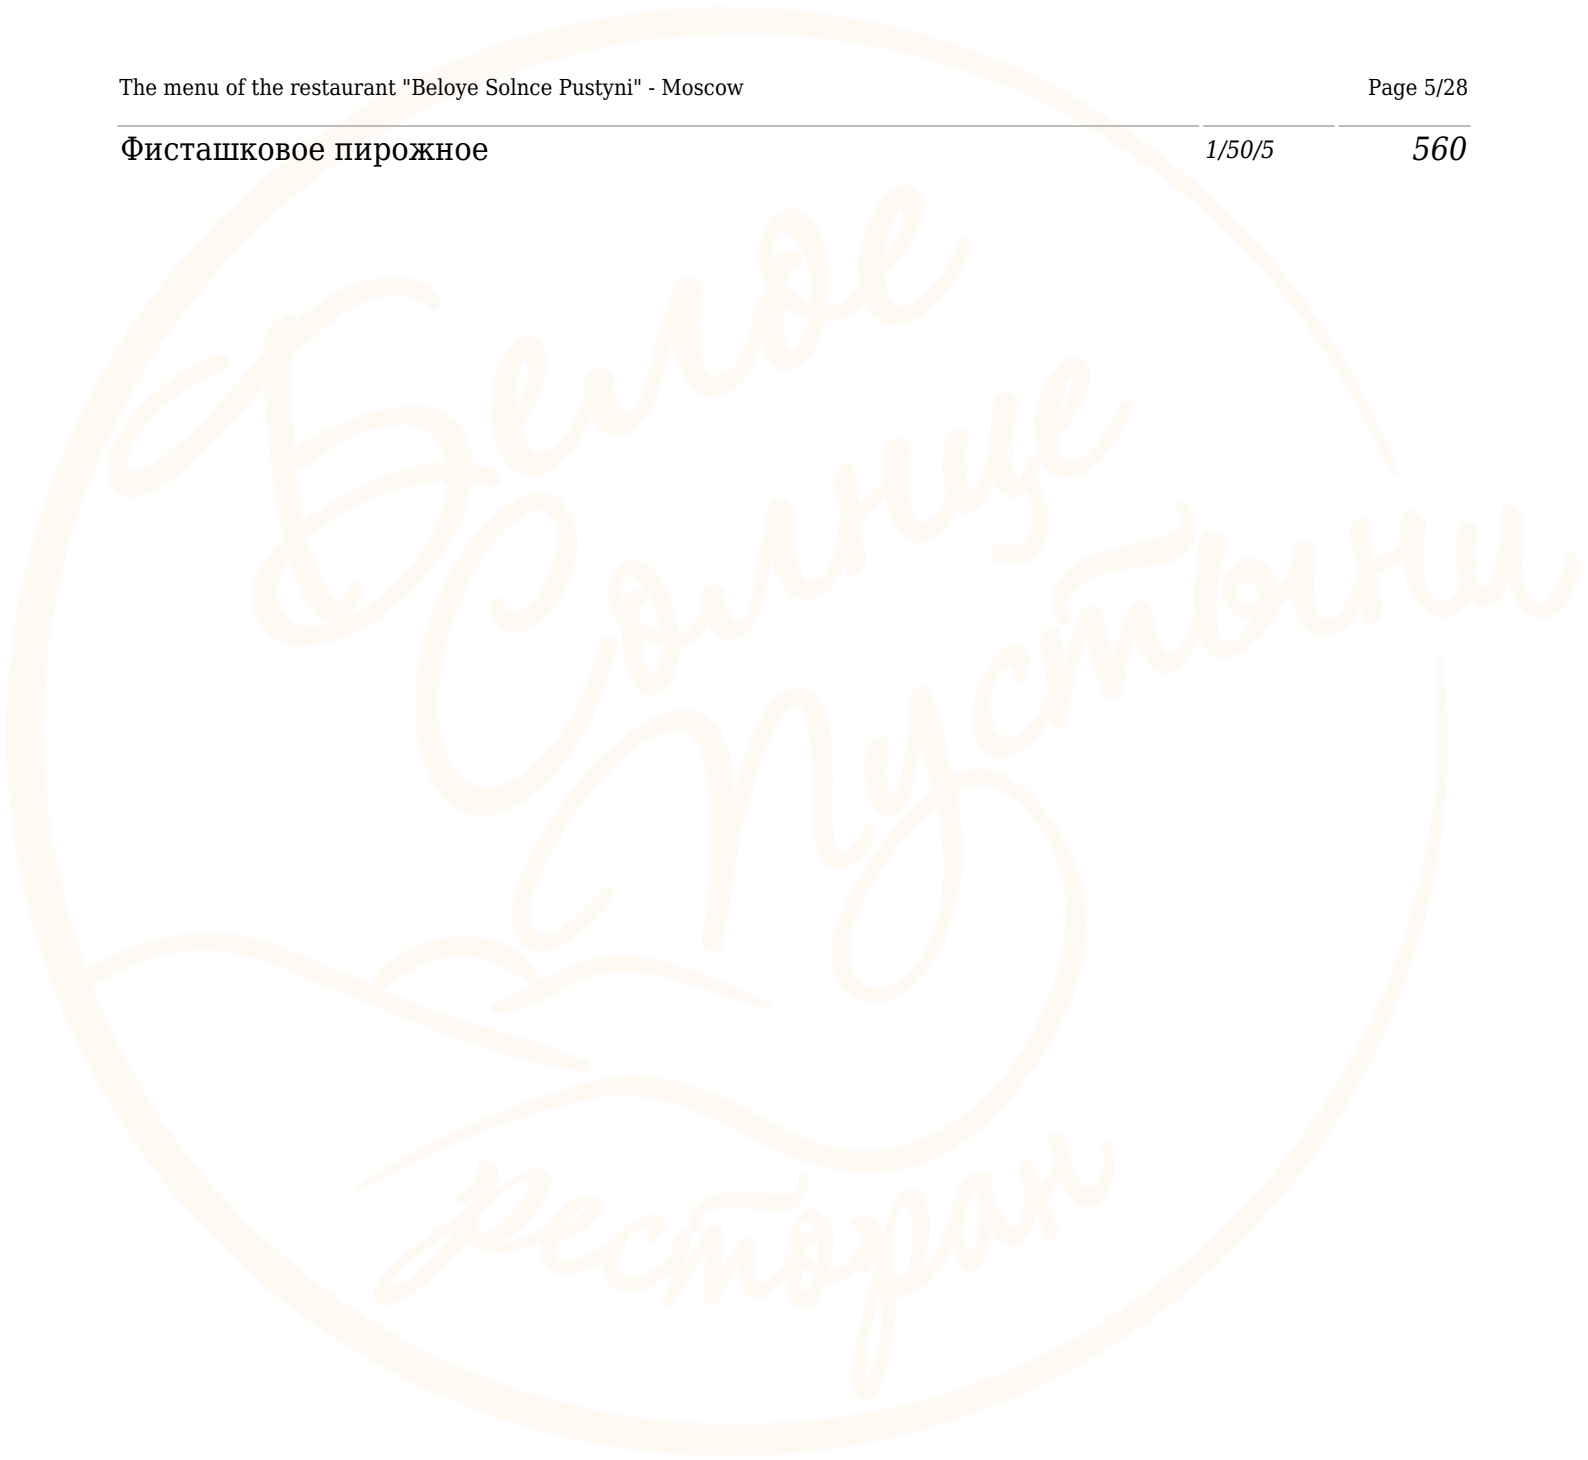 The menu of the restaurant "Beloye Solnce Pustyni" - Moscow Page 5/28
Фисташковое пирожное 1/50/5 560
Белое
Солнце
Пустыни
ресторан